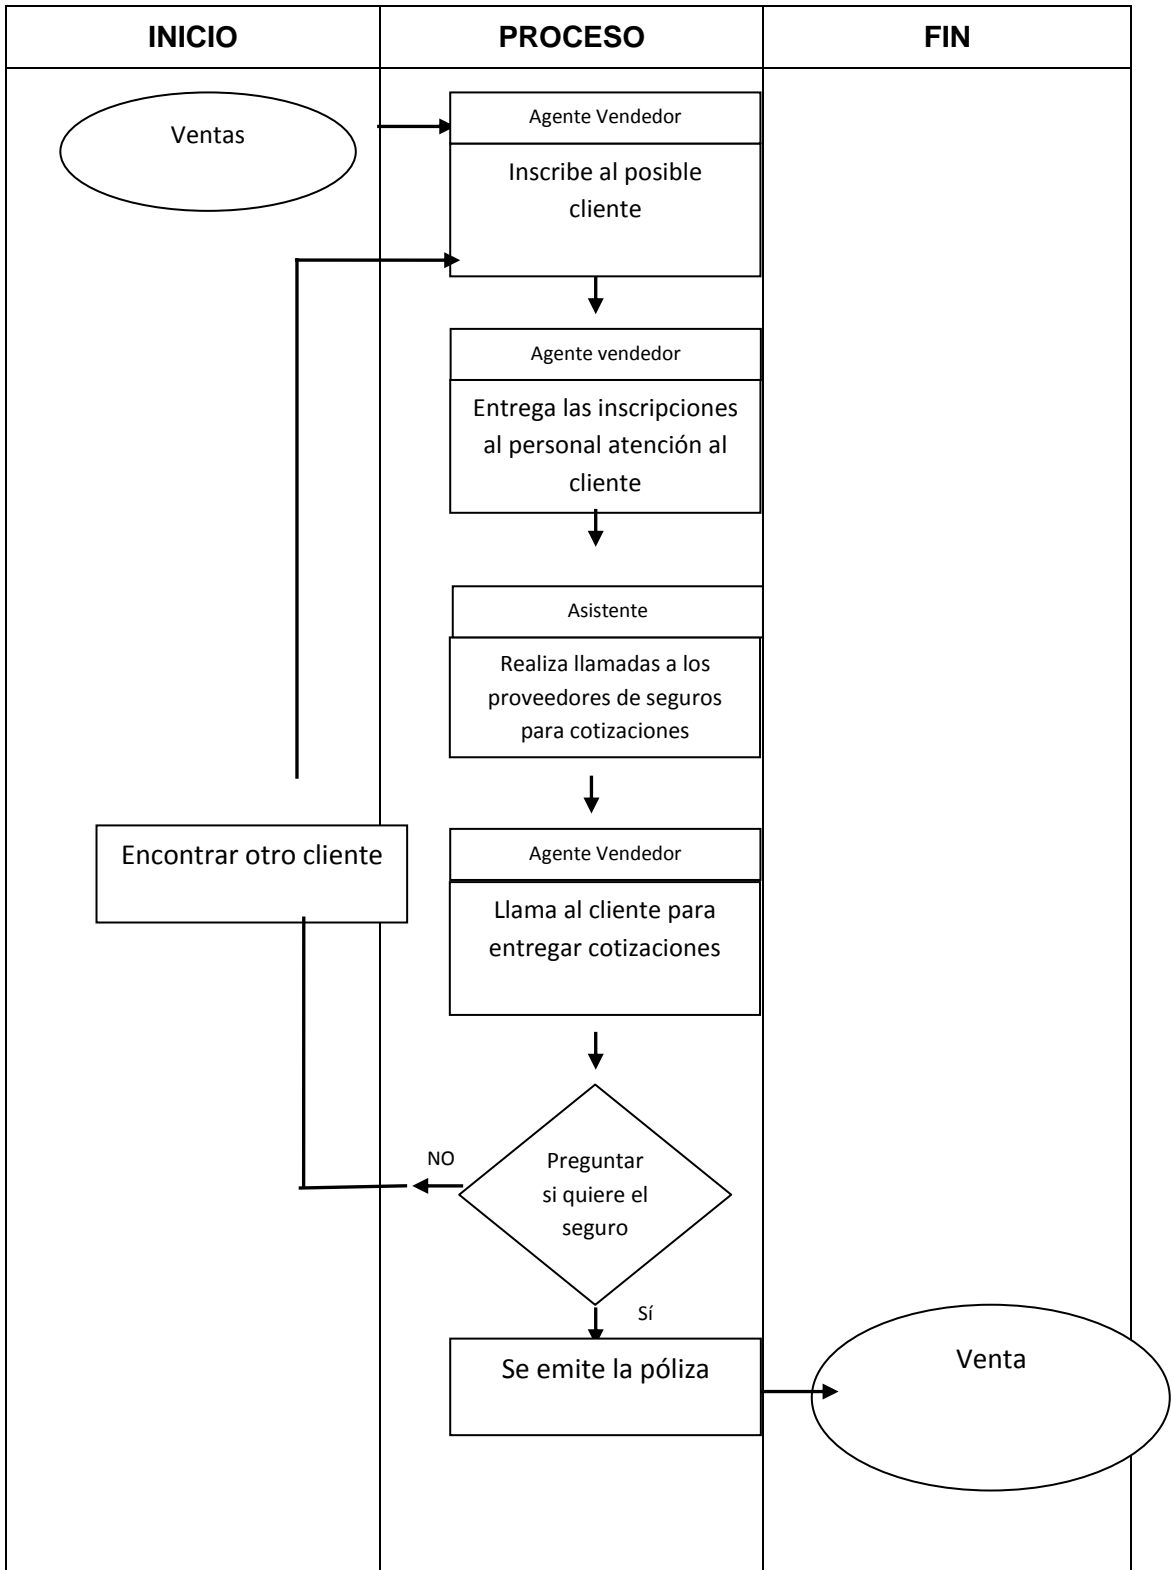 INICIO
PROCESO
FIN
Ventas
Agente Vendedor
Inscribe al posible
cliente
Agente vendedor
Entrega las inscripciones
al personal atención al
cliente
Asistente
Realiza llamadas a los
proveedores de seguros
para cotizaciones
Encontrar otro cliente
Agente Vendedor
Llama al cliente para
entregar cotizaciones
NO
Preguntar
si quiere el
seguro
Sí
Se emite la póliza
Venta